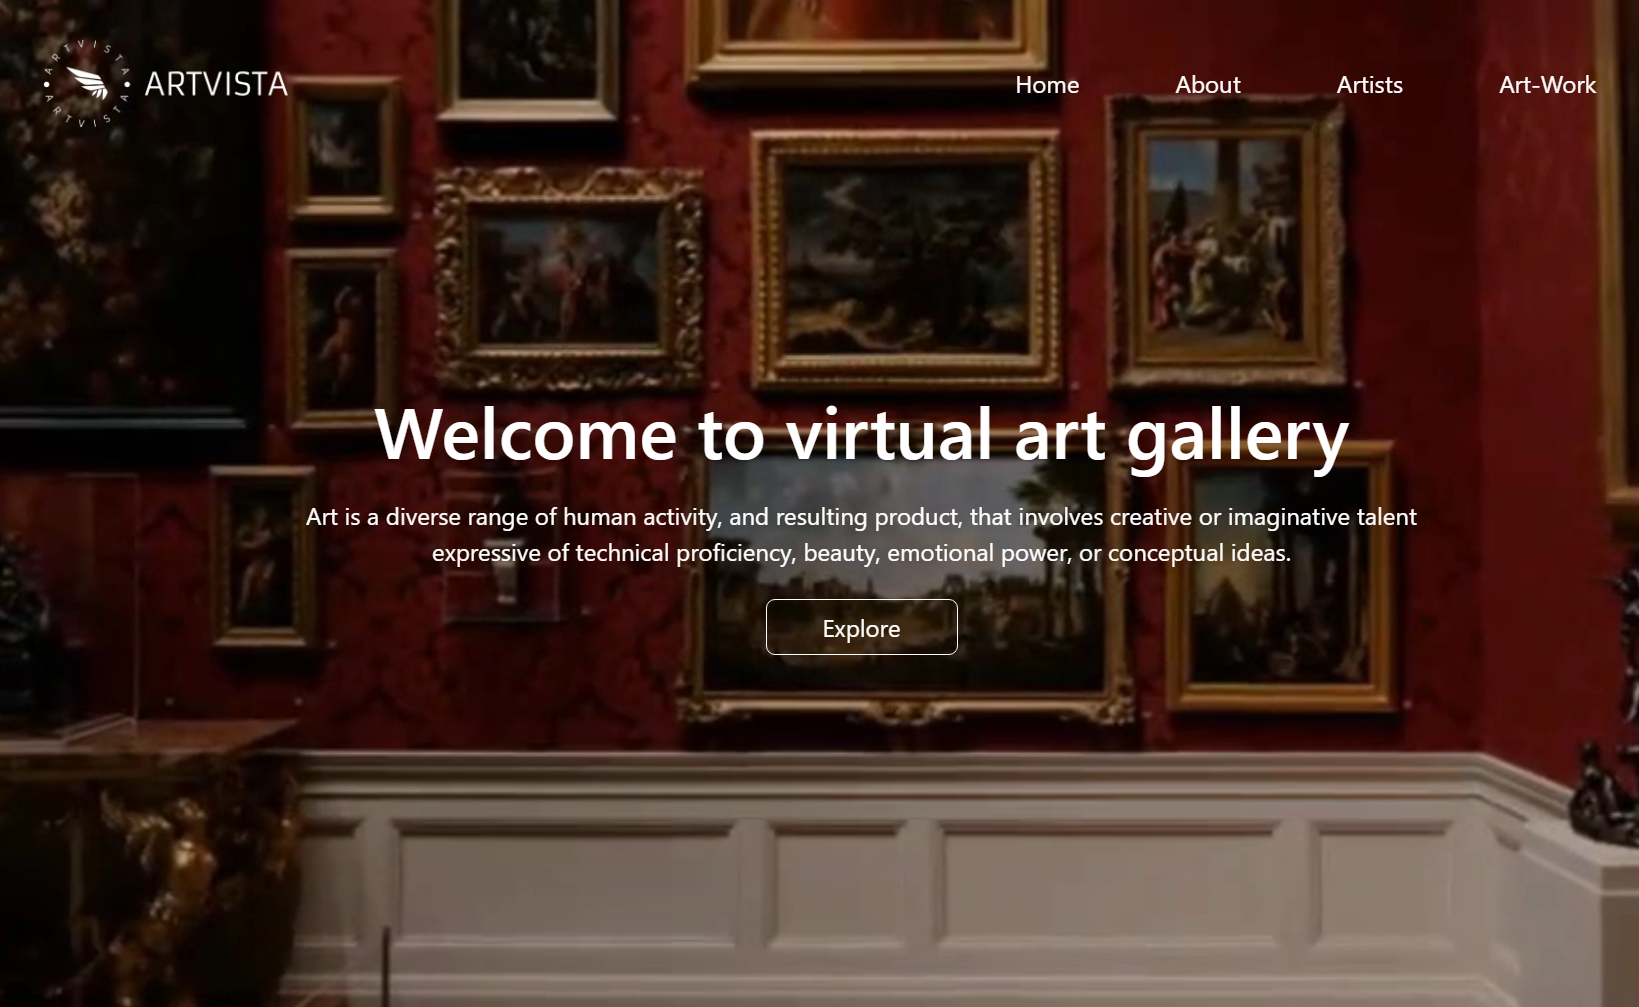 ARTVISTA ARTVISTA
ARTVISTA
Home
About
Artists
Art-Work
Welcome to virtual art gallery
Art is a diverse range of human activity, and resulting product, that involves creative or imaginative talent
expressive of technical proficiency, beauty, emotional power, or conceptual ideas.
Explore